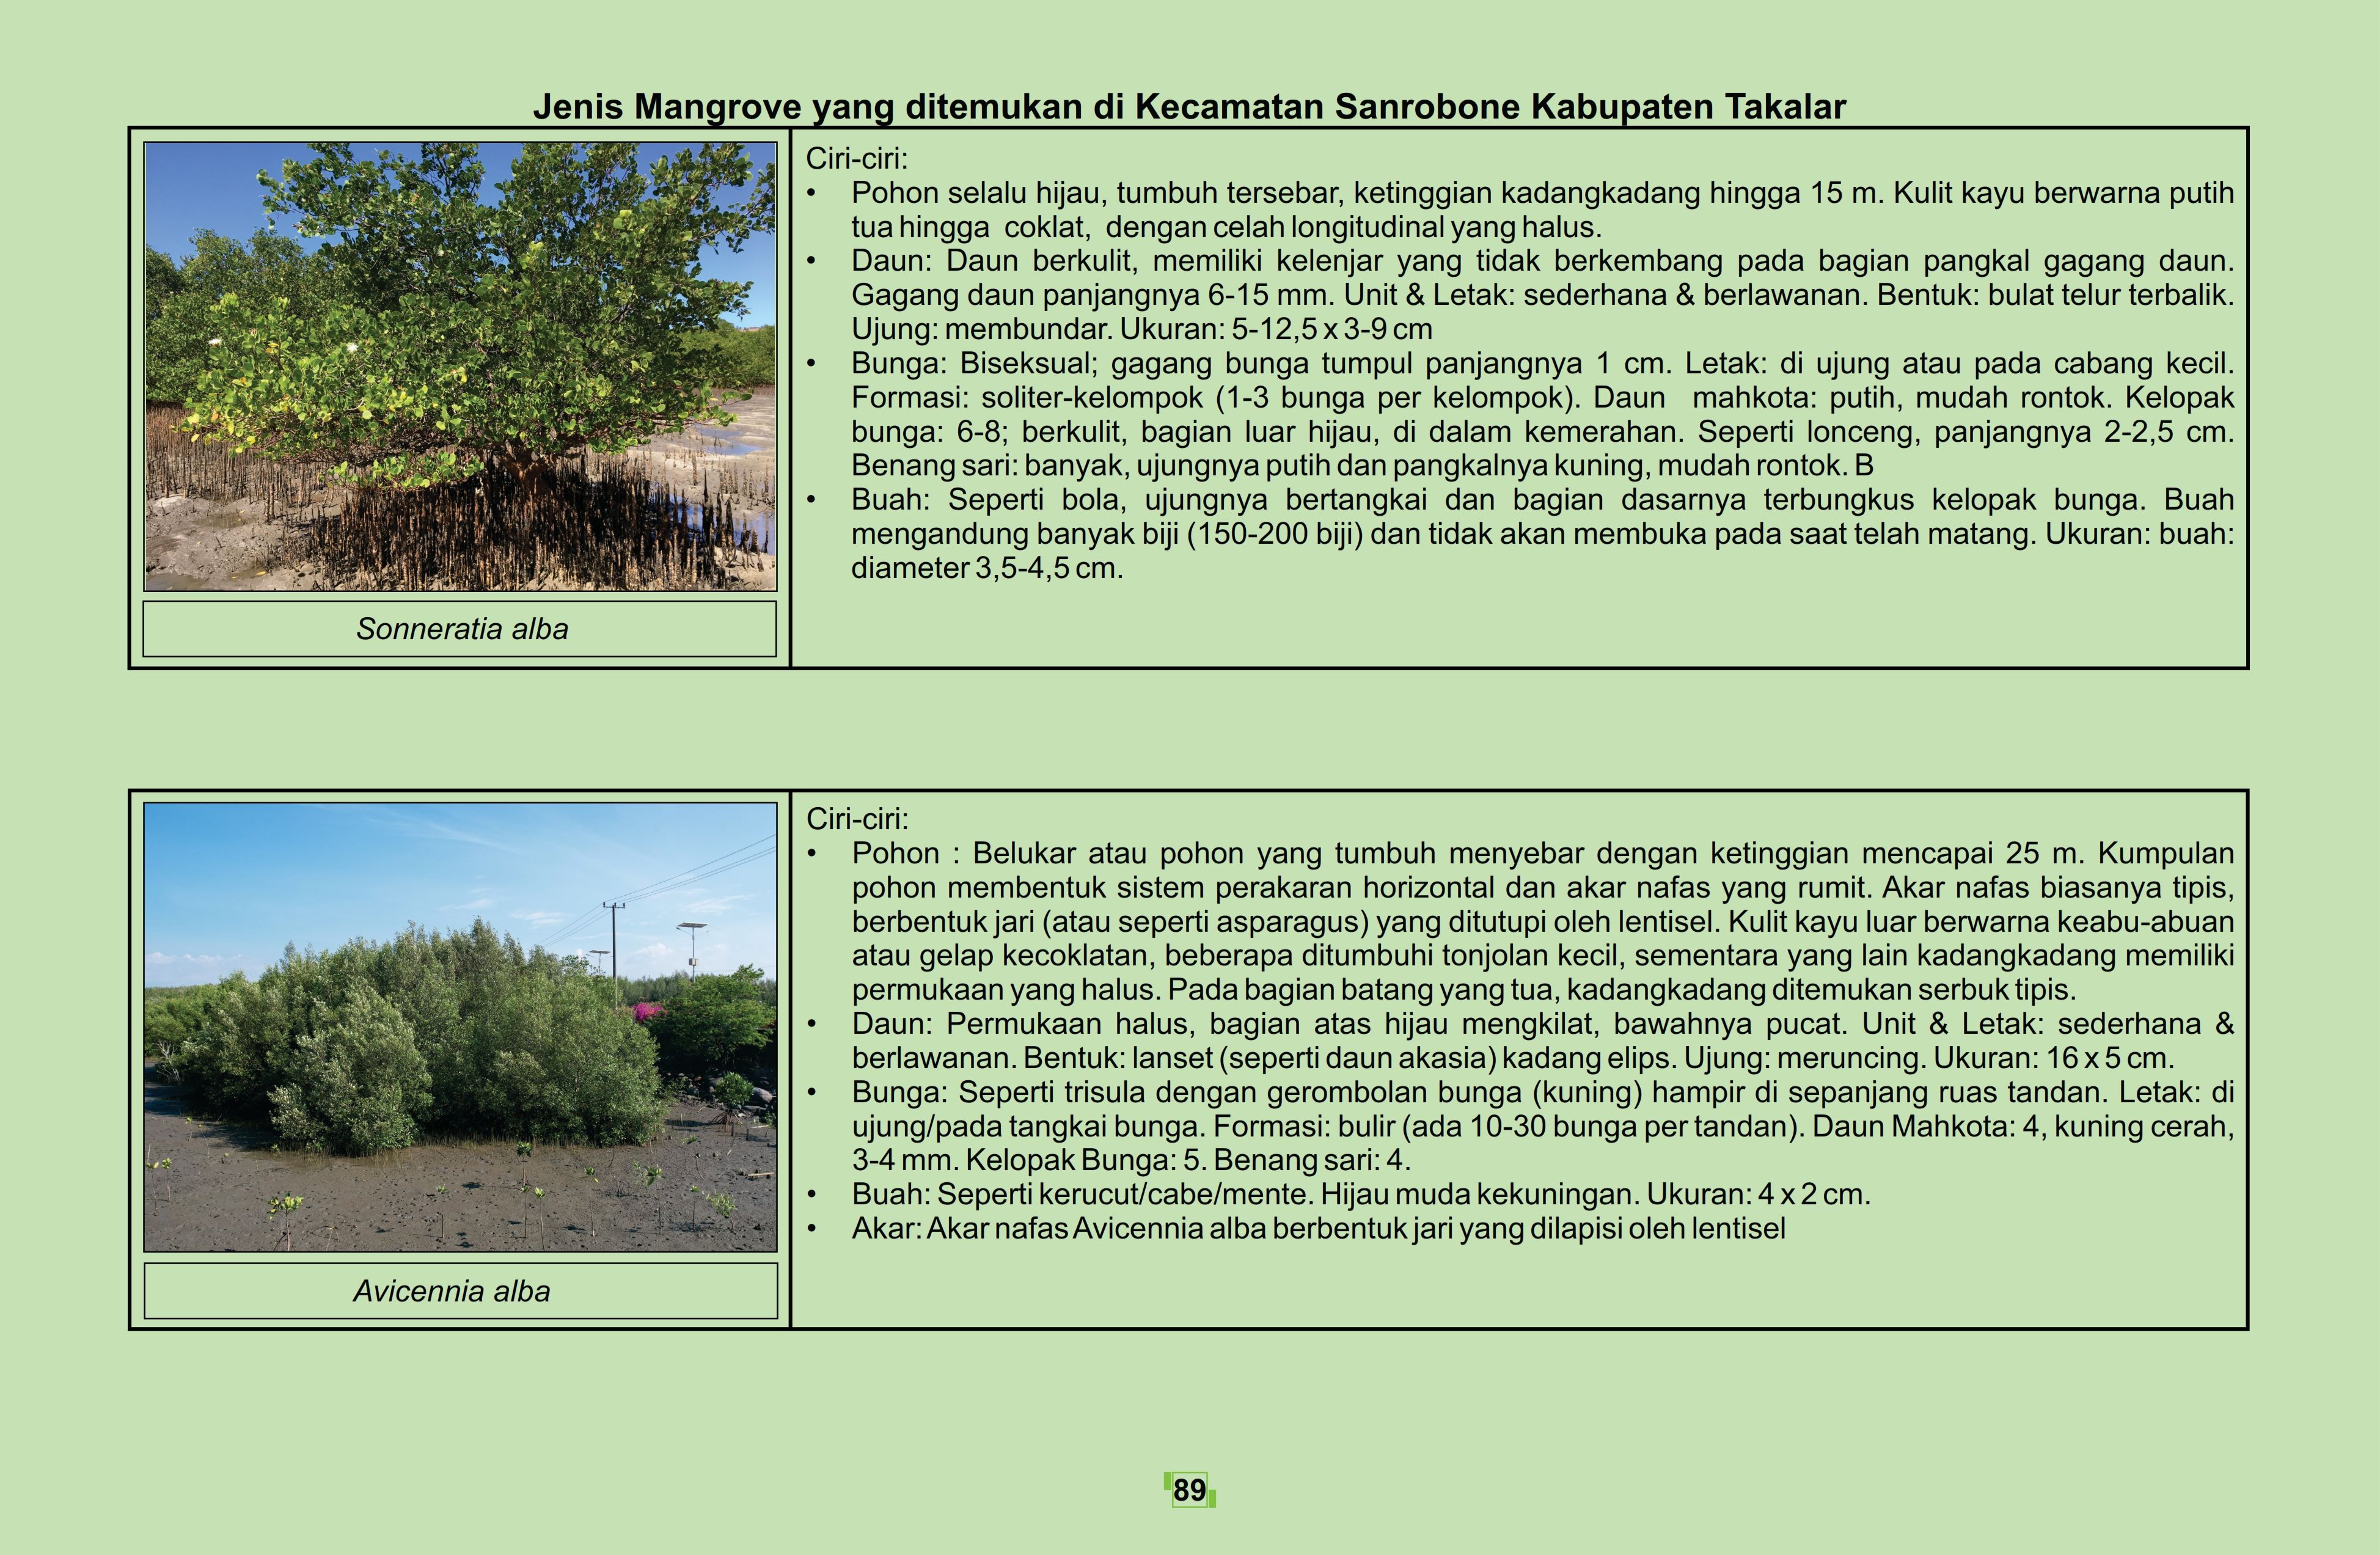 Jenis Mangrove yang ditemukan di Kecamatan Sanrobone Kabupaten Takalar
Ciri-ciri:
• Pohon selalu hijau, tumbuh tersebar, ketinggian kadangkadang hingga 15 m. Kulit kayu berwarna putih
tua hingga coklat, dengan celah longitudinal yang halus.
• Daun: Daun berkulit, memiliki kelenjar yang tidak berkembang pada bagian pangkal gagang daun.
Gagang daun panjangnya 6-15 mm. Unit & Letak: sederhana & berlawanan. Bentuk: bulat telur terbalik.
Ujung: membundar. Ukuran: 5-12,5 x 3-9 cm
• Bunga: Biseksual; gagang bunga tumpul panjangnya 1 cm. Letak: di ujung atau pada cabang kecil.
Formasi: soliter-kelompok (1-3 bunga per kelompok). Daun mahkota: putih, mudah rontok. Kelopak
bunga: 6-8; berkulit, bagian luar hijau, di dalam kemerahan. Seperti lonceng, panjangnya 2-2,5 cm.
Benang sari: banyak, ujungnya putih dan pangkalnya kuning, mudah rontok. B
• Buah: Seperti bola, ujungnya bertangkai dan bagian dasarnya terbungkus kelopak bunga. Buah
mengandung banyak biji (150-200 biji) dan tidak akan membuka pada saat telah matang. Ukuran: buah:
diameter 3,5-4,5 cm.
Sonneratia alba
Ciri-ciri:
• Pohon : Belukar atau pohon yang tumbuh menyebar dengan ketinggian mencapai 25 m. Kumpulan
pohon membentuk sistem perakaran horizontal dan akar nafas yang rumit. Akar nafas biasanya tipis,
berbentuk jari (atau seperti asparagus) yang ditutupi oleh lentisel. Kulit kayu luar berwarna keabu-abuan
atau gelap kecoklatan, beberapa ditumbuhi tonjolan kecil, sementara yang lain kadangkadang memiliki
permukaan yang halus. Pada bagian batang yang tua, kadangkadang ditemukan serbuk tipis.
• Daun: Permukaan halus, bagian atas hijau mengkilat, bawahnya pucat. Unit & Letak: sederhana &
berlawanan. Bentuk: lanset (seperti daun akasia) kadang elips. Ujung: meruncing. Ukuran: 16 x 5 cm.
• Bunga: Seperti trisula dengan gerombolan bunga (kuning) hampir di sepanjang ruas tandan. Letak: di
ujung/pada tangkai bunga. Formasi: bulir (ada 10-30 bunga per tandan). Daun Mahkota: 4, kuning cerah,
3-4 mm. Kelopak Bunga: 5. Benang sari: 4.
• Buah: Seperti kerucut/cabe/mente. Hijau muda kekuningan. Ukuran: 4 x 2 cm.
• Akar: Akar nafas Avicennia alba berbentuk jari yang dilapisi oleh lentisel
Avicennia alba
89